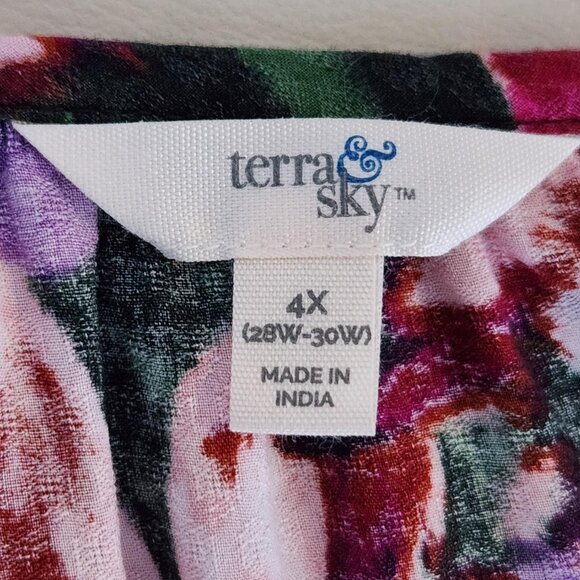 terra &
sky™
4X
(28W-30W)
MADE IN
INDIA